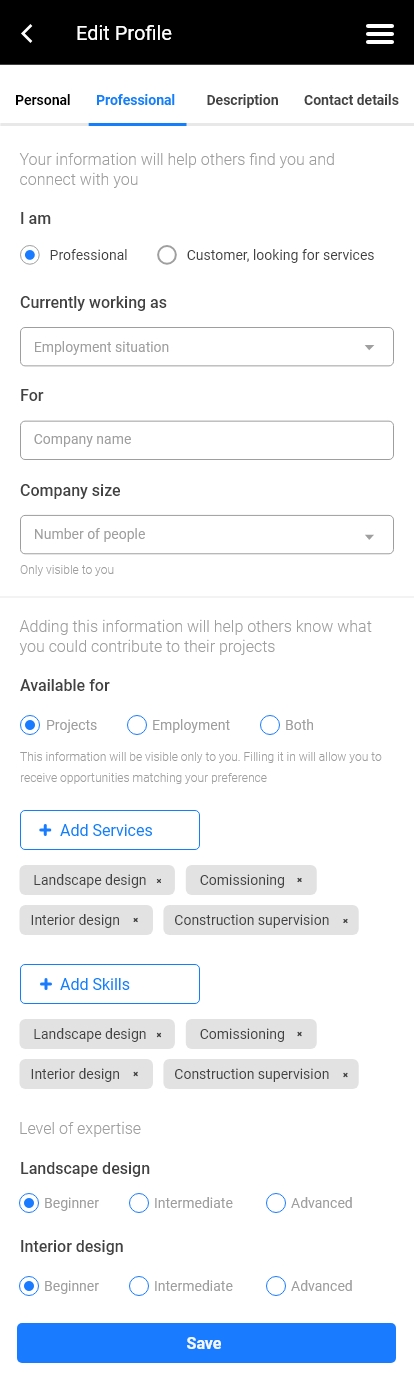 Edit Profile
Personal Professional Description Contact details
Your information will help others find you and
connect with you
I am
Professional Customer, looking for services
Currently working as
Employment situation
For
Company name
Company size
Number of people
Only visible to you
Adding this information will help others know what
you could contribute to their projects
Available for
Projects Employment Both
This information will be visible only to you. Filling it in will allow you to
receive opportunities matching your preference
+ Add Services
Landscape design × Comissioning ×
Interior design × Construction supervision ×
+ Add Skills
Landscape design × Comissioning ×
Interior design × Construction supervision ×
Level of expertise
Landscape design
Beginner Intermediate Advanced
Interior design
Beginner Intermediate Advanced
Save